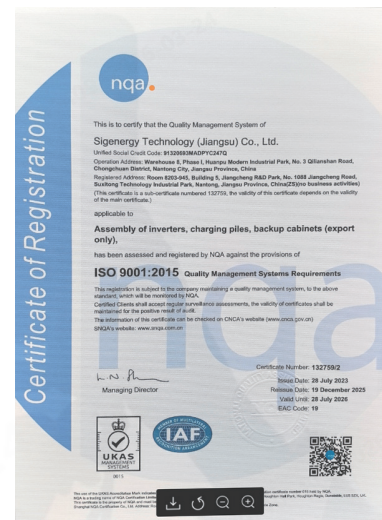 nqa.
Certificate of Registration
This is to certify that the Quality Management System of
Sigenergy Technology (Jiangsu) Co., Ltd.
Unified Social Credit Code: 91320693MADPYC247Q
Operation Address: Warehouse 8, Phase I, Huanpu Modern Industrial Park, No. 3 Qilianshan Road,
Chongchuan District, Nantong City, Jiangsu Province, China
Registered Address: Room 8203-945, Building 5, Jiangcheng R&D Park, No. 1088 Jiangcheng Road,
Suxitong Technology Industrial Park, Nantong, Jiangsu Province, China(ZS)(no business activities)
(This certificate is a sub-certificate numbered 132759, the validity of this certificate depends on the validity
of the main certificate.)
applicable to
Assembly of inverters, charging piles, backup cabinets (export
only),
has been assessed and registered by NQA against the provisions of
ISO 9001:2015 Quality Management Systems Requirements
This registration is subject to the company maintaining a quality management system, to the above
standard, which will be monitored by NQA.
Certified Clients shall accept regular surveillance assessments, the validity of certificates shall be
maintained for the positive result of audit.
The information of this certificate can be checked on CNCA's website (www.cnca.gov.cn)
SNQA's website: www.snqa.com.cn
Managing Director
Certificate Number: 132759/2
Issue Date: 28 July 2023
Reissue Date: 19 December 2025
Valid Until: 28 July 2026
EAC Code: 19
UKAS
MANAGEMENT
SYSTEMS
IAF